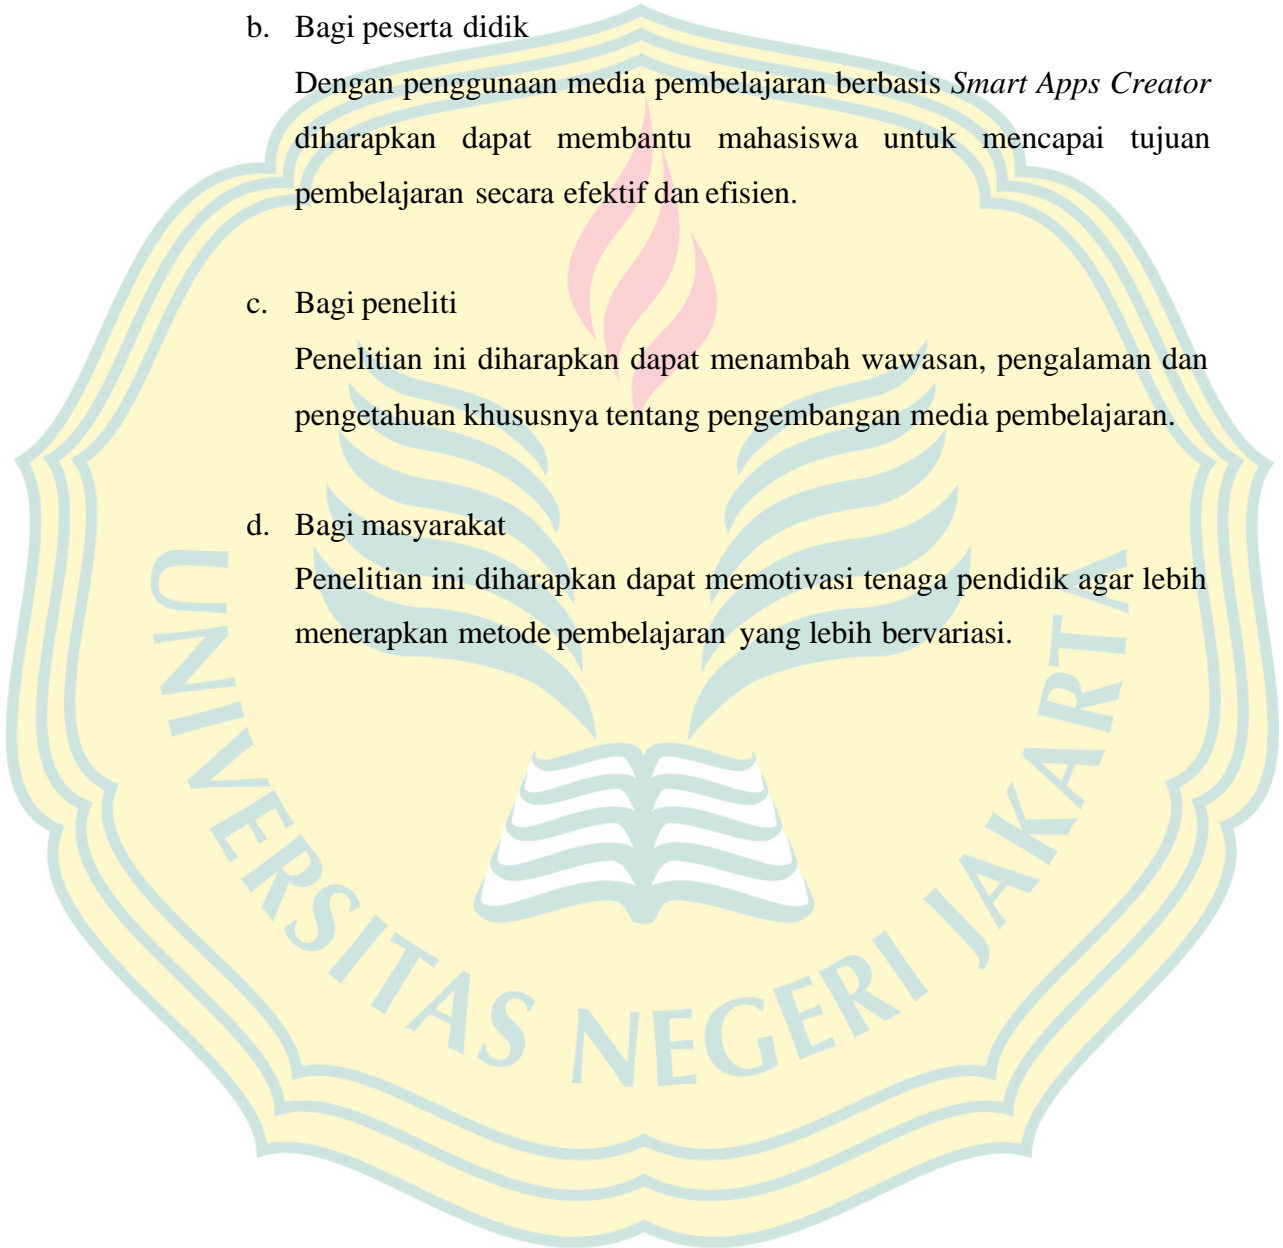 b. Bagi peserta didik
Dengan penggunaan media pembelajaran berbasis Smart Apps Creator
diharapkan dapat membantu mahasiswa untuk mencapai tujuan
pembelajaran secara efektif dan efisien.
c. Bagi peneliti
Penelitian ini diharapkan dapat menambah wawasan, pengalaman dan
pengetahuan khususnya tentang pengembangan media pembelajaran.
d. Bagi masyarakat
Penelitian ini diharapkan dapat memotivasi tenaga pendidik agar lebih
menerapkan metode pembelajaran yang lebih bervariasi.
UNIVERSITAS NEGERI JAKARTA